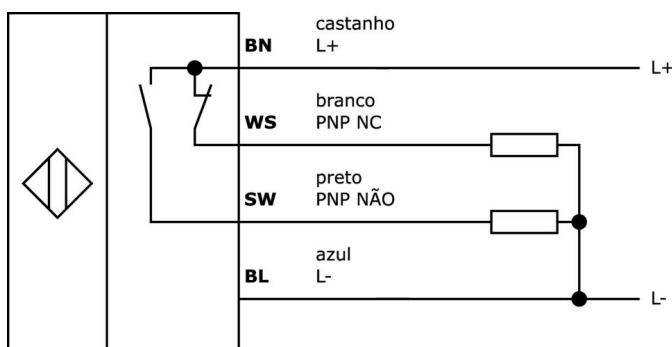 castanho
BN L+
L+
branco
WS PNP NC
preto
SW PNP NÃO
azul
BL L-
L-